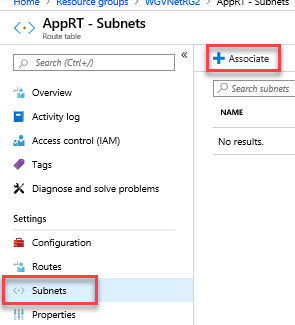 Home > Resource groups > WGVNetRG2 > AppRT - Subnets
AppRT - Subnets
Route table
Search (Ctrl+/)
Overview
Activity log
Access control (IAM)
Tags
Diagnose and solve problems
Settings
Configuration
Routes
Subnets
Properties
Associate
Search subnets
NAME
No results.